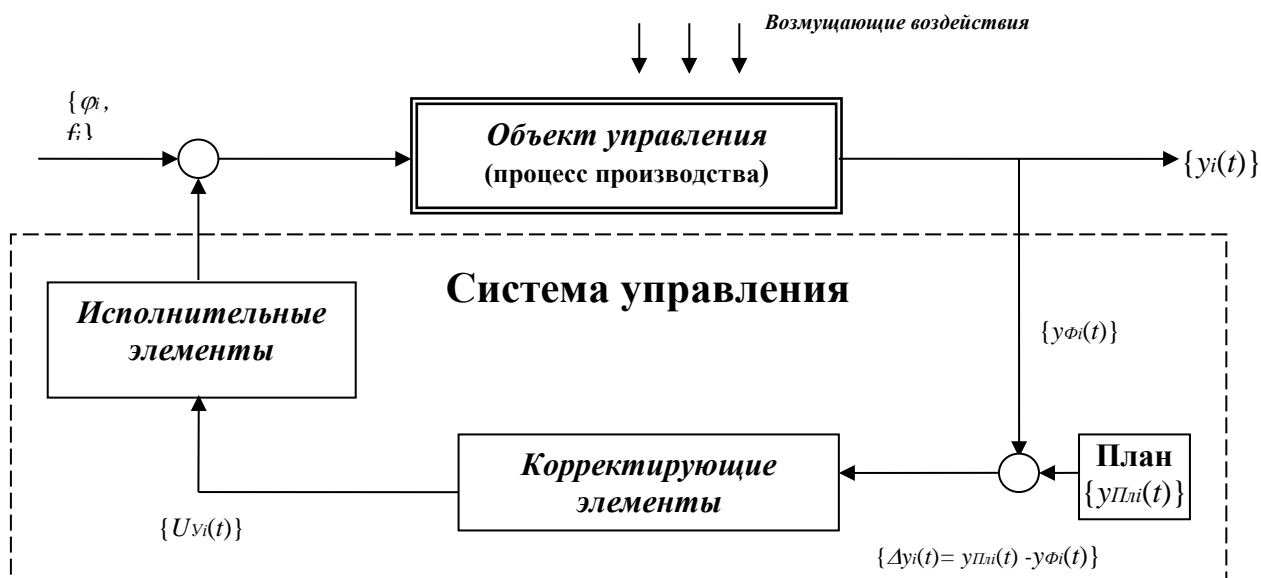 Возмущающие воздействия
{φi ,
fi}
Объект управления
(процесс производства)
{yi(t)}
Система управления
Исполнительные
элементы
{yФi(t)}
Корректирующие
элементы
План
{yПлi(t)}
{UУi(t)}
{Δyi(t)= yПлi(t) -yФi(t)}